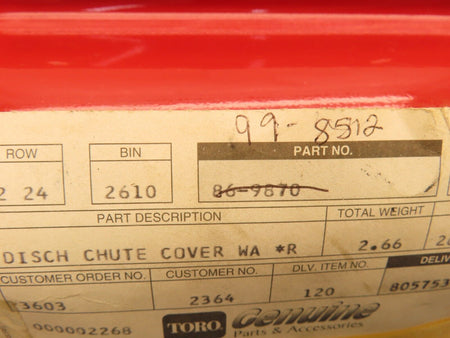 99-8512
ROW BIN PART NO.
2 24 2610 86-9870
PART DESCRIPTION TOTAL WEIGHT
DISCH CHUTE COVER WA *R 2.66
CUSTOMER ORDER NO. CUSTOMER NO. DLV. ITEM NO.
3603 2364 120 805753
000002268 TORO Genuine
Parts & Accessories